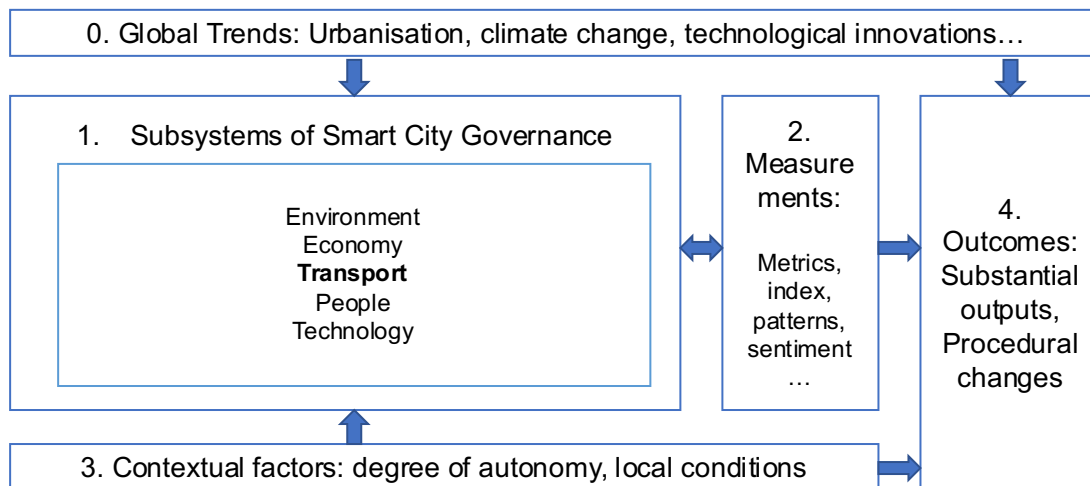 0. Global Trends: Urbanisation, climate change, technological innovations…
1. Subsystems of Smart City Governance
Environment
Economy
Transport
People
Technology
2.
Measure
ments:
Metrics,
index,
patterns,
sentiment
…
4.
Outcomes:
Substantial
outputs,
Procedural
changes
3. Contextual factors: degree of autonomy, local conditions